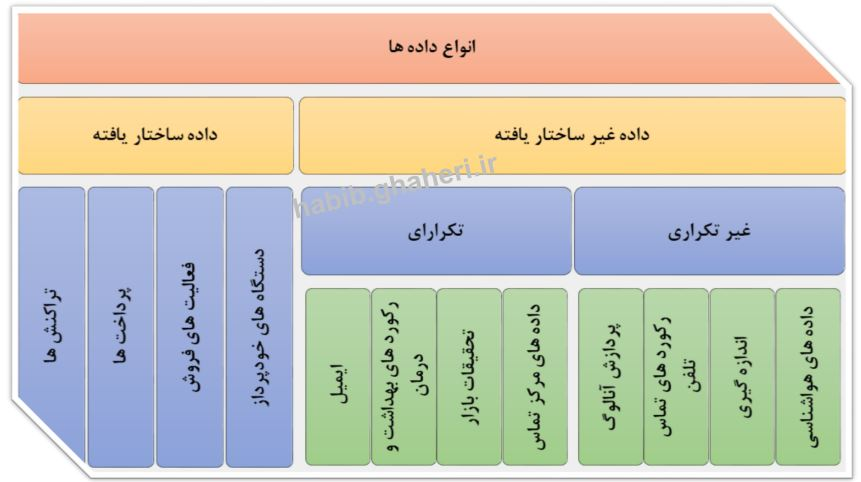 انواع داده ها
داده غیر ساختار یافته
داده ساختار یافته
habib.ghaheri.ir
غیر تکراری
تکرارای
داده های هواشناسی
اندازه گیری
رکورد های تماس
تلفن
پردازش آنالوگ
داده های مرکز تماس
تحقیقات بازار
رکورد های بهداشت و
درمان
ایمیل
دستگاه های خودپرداز
فعالیت های فروش
پرداخت ها
تراکنش ها